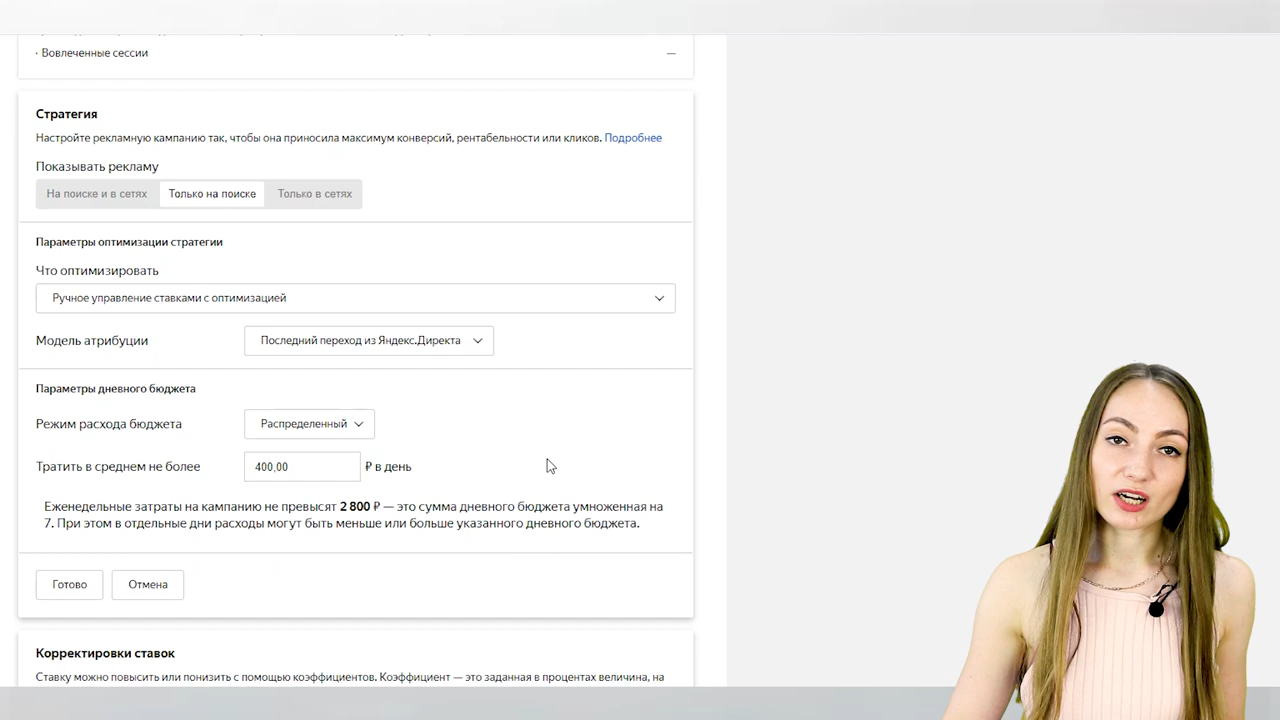 · Вовлеченные сессии
Стратегия
Настройте рекламную кампанию так, чтобы она приносила максимум конверсий, рентабельности или кликов. Подробнее
Показывать рекламу
На поиске и в сетях Только на поиске Только в сетях
Параметры оптимизации стратегии
Что оптимизировать
Ручное управление ставками с оптимизацией
Модель атрибуции Последний переход из Яндекс.Директа
Параметры дневного бюджета
Режим расхода бюджета Распределенный
Тратить в среднем не более 400,00 ₽ в день
Еженедельные затраты на кампанию не превысят 2 800 ₽ — это сумма дневного бюджета умноженная на
7. При этом в отдельные дни расходы могут быть меньше или больше указанного дневного бюджета.
Готово Отмена
Корректировки ставок
Ставку можно повысить или понизить с помощью коэффициентов. Коэффициент — это заданная в процентах величина, на